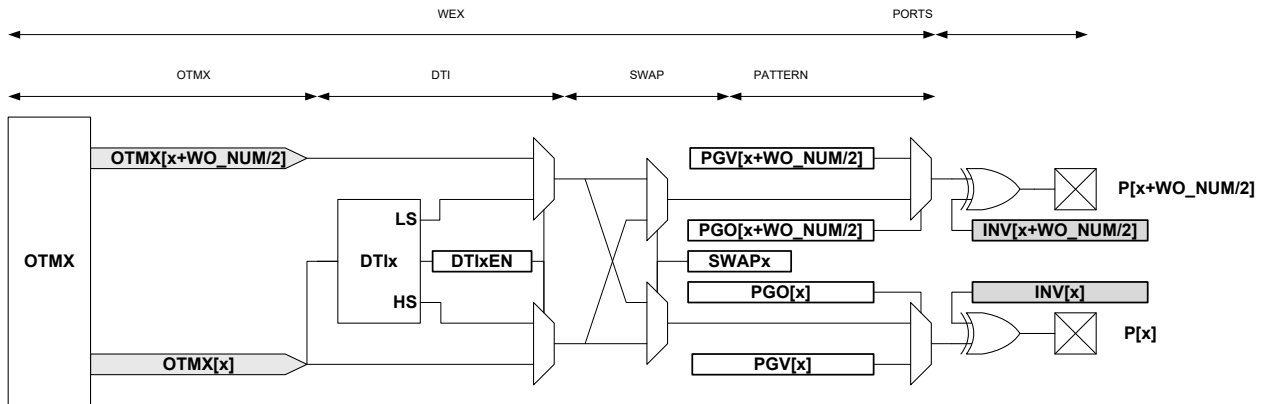 WEX PORTS
OTMX DTI SWAP PATTERN
OTMX[x+WO_NUM/2] PGV[x+WO_NUM/2]
P[x+WO_NUM/2]
LS
PGO[x+WO_NUM/2] INV[x+WO_NUM/2]
OTMX DTIx DTIxEN SWAPx
HS PGO[x] INV[x]
P[x]
OTMX[x] PGV[x]